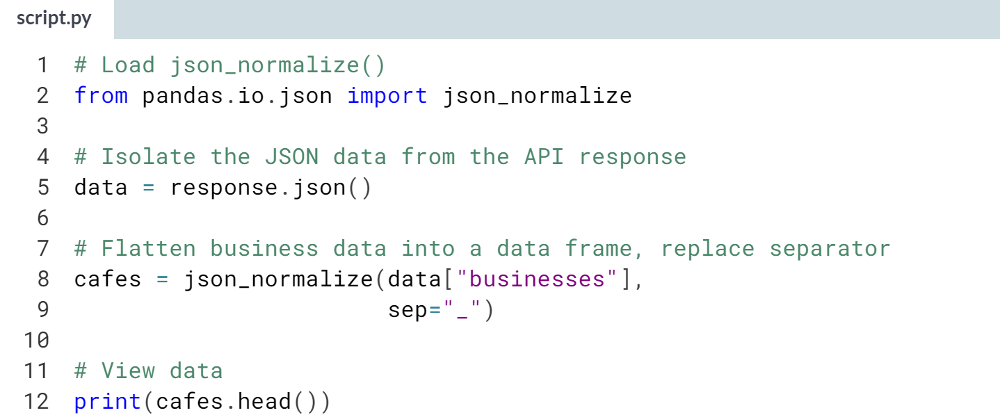 script.py
1 # Load json_normalize()
2 from pandas.io.json import json_normalize
3
4 # Isolate the JSON data from the API response
5 data = response.json()
6
7 # Flatten business data into a data frame, replace separator
8 cafes = json_normalize(data["businesses"],
9                        sep="_")
10
11 # View data
12 print(cafes.head())